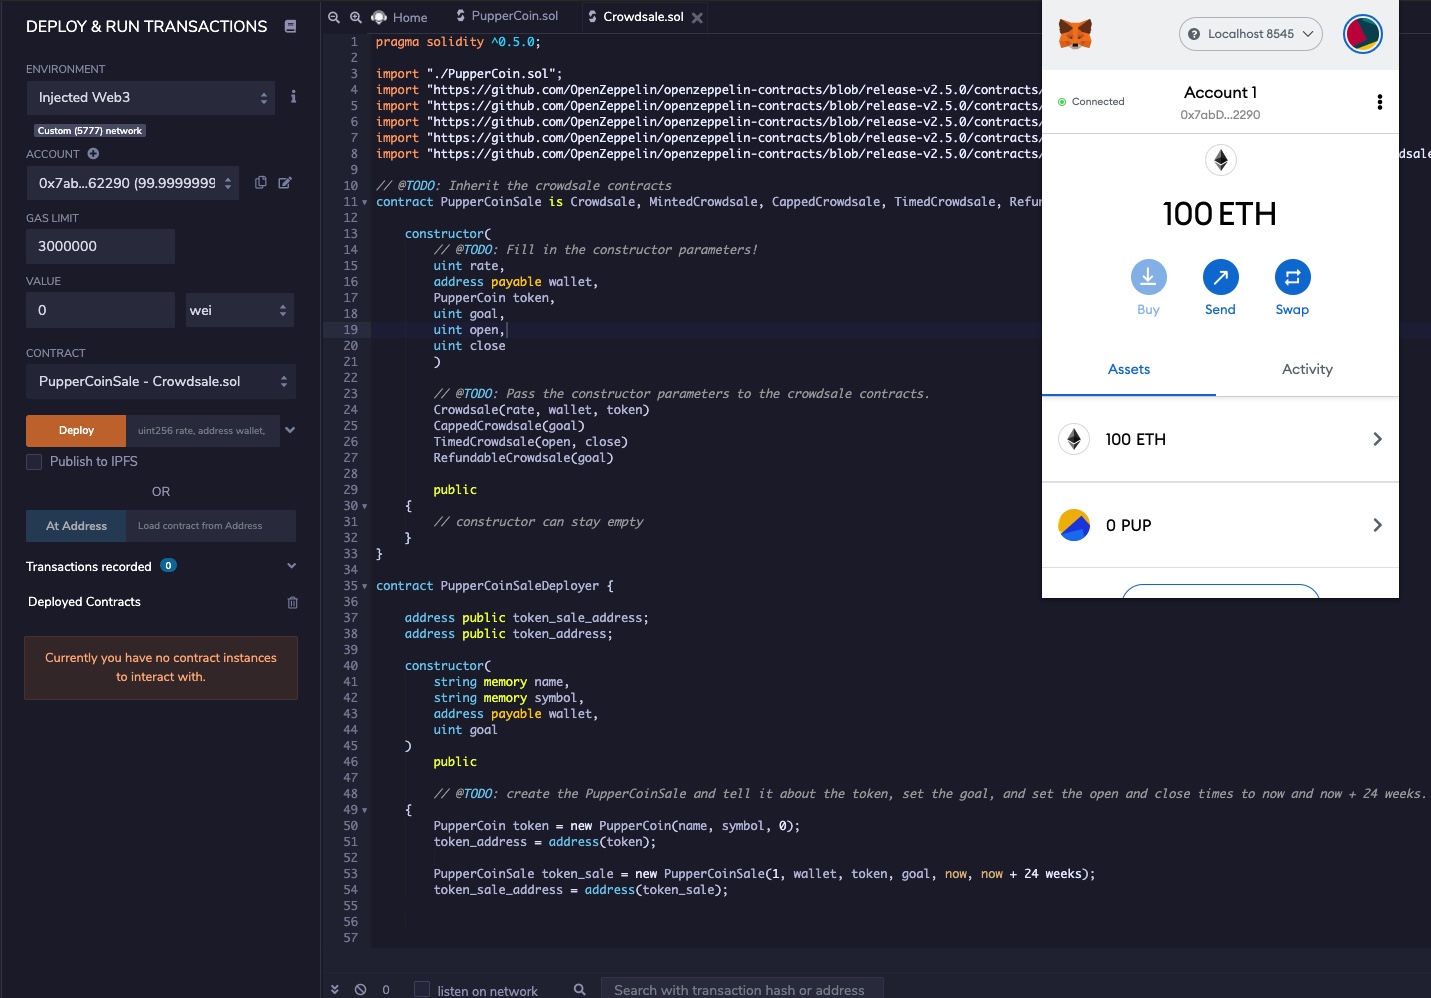 DEPLOY & RUN TRANSACTIONS
ENVIRONMENT
Injected Web3
Custom (5777) network
ACCOUNT
0x7ab...62290 (99.9999999
GAS LIMIT
3000000
VALUE
0
wei
CONTRACT
PupperCoinSale - Crowdsale.sol
Deploy
uint256 rate, address wallet,
Publish to IPFS
OR
At Address
Load contract from Address
Transactions recorded 0
Deployed Contracts
Currently you have no contract instances
to interact with.
Home
PupperCoin.sol
Crowdsale.sol
1 pragma solidity ^0.5.0;
2
3 import "./PupperCoin.sol";
4 import "https://github.com/OpenZeppelin/openzeppelin-contracts/blob/release-v2.5.0/contracts/
5 import "https://github.com/OpenZeppelin/openzeppelin-contracts/blob/release-v2.5.0/contracts/
6 import "https://github.com/OpenZeppelin/openzeppelin-contracts/blob/release-v2.5.0/contracts/
7 import "https://github.com/OpenZeppelin/openzeppelin-contracts/blob/release-v2.5.0/contracts/
8 import "https://github.com/OpenZeppelin/openzeppelin-contracts/blob/release-v2.5.0/contracts/ dsale
9
10 // @TODO: Inherit the crowdsale contracts
11 contract PupperCoinSale is Crowdsale, MintedCrowdsale, CappedCrowdsale, TimedCrowdsale, Refun
12
13 constructor(
14 // @TODO: Fill in the constructor parameters!
15 uint rate,
16 address payable wallet,
17 PupperCoin token,
18 uint goal,
19 uint open,
20 uint close
21 )
22
23 // @TODO: Pass the constructor parameters to the crowdsale contracts.
24 Crowdsale(rate, wallet, token)
25 CappedCrowdsale(goal)
26 TimedCrowdsale(open, close)
27 RefundableCrowdsale(goal)
28
29 public
30 {
31 // constructor can stay empty
32 }
33 }
34
35 contract PupperCoinSaleDeployer {
36
37 address public token_sale_address;
38 address public token_address;
39
40 constructor(
41 string memory name,
42 string memory symbol,
43 address payable wallet,
44 uint goal
45 )
46 public
47
48 // @TODO: create the PupperCoinSale and tell it about the token, set the goal, and set the open and close times to now and now + 24 weeks.
49 {
50 PupperCoin token = new PupperCoin(name, symbol, 0);
51 token_address = address(token);
52
53 PupperCoinSale token_sale = new PupperCoinSale(1, wallet, token, goal, now, now + 24 weeks);
54 token_sale_address = address(token_sale);
55
56
57
0
listen on network
Search with transaction hash or address
Localhost 8545
Connected
Account 1
0x7abD...2290
100 ETH
Buy
Send
Swap
Assets
Activity
100 ETH
0 PUP